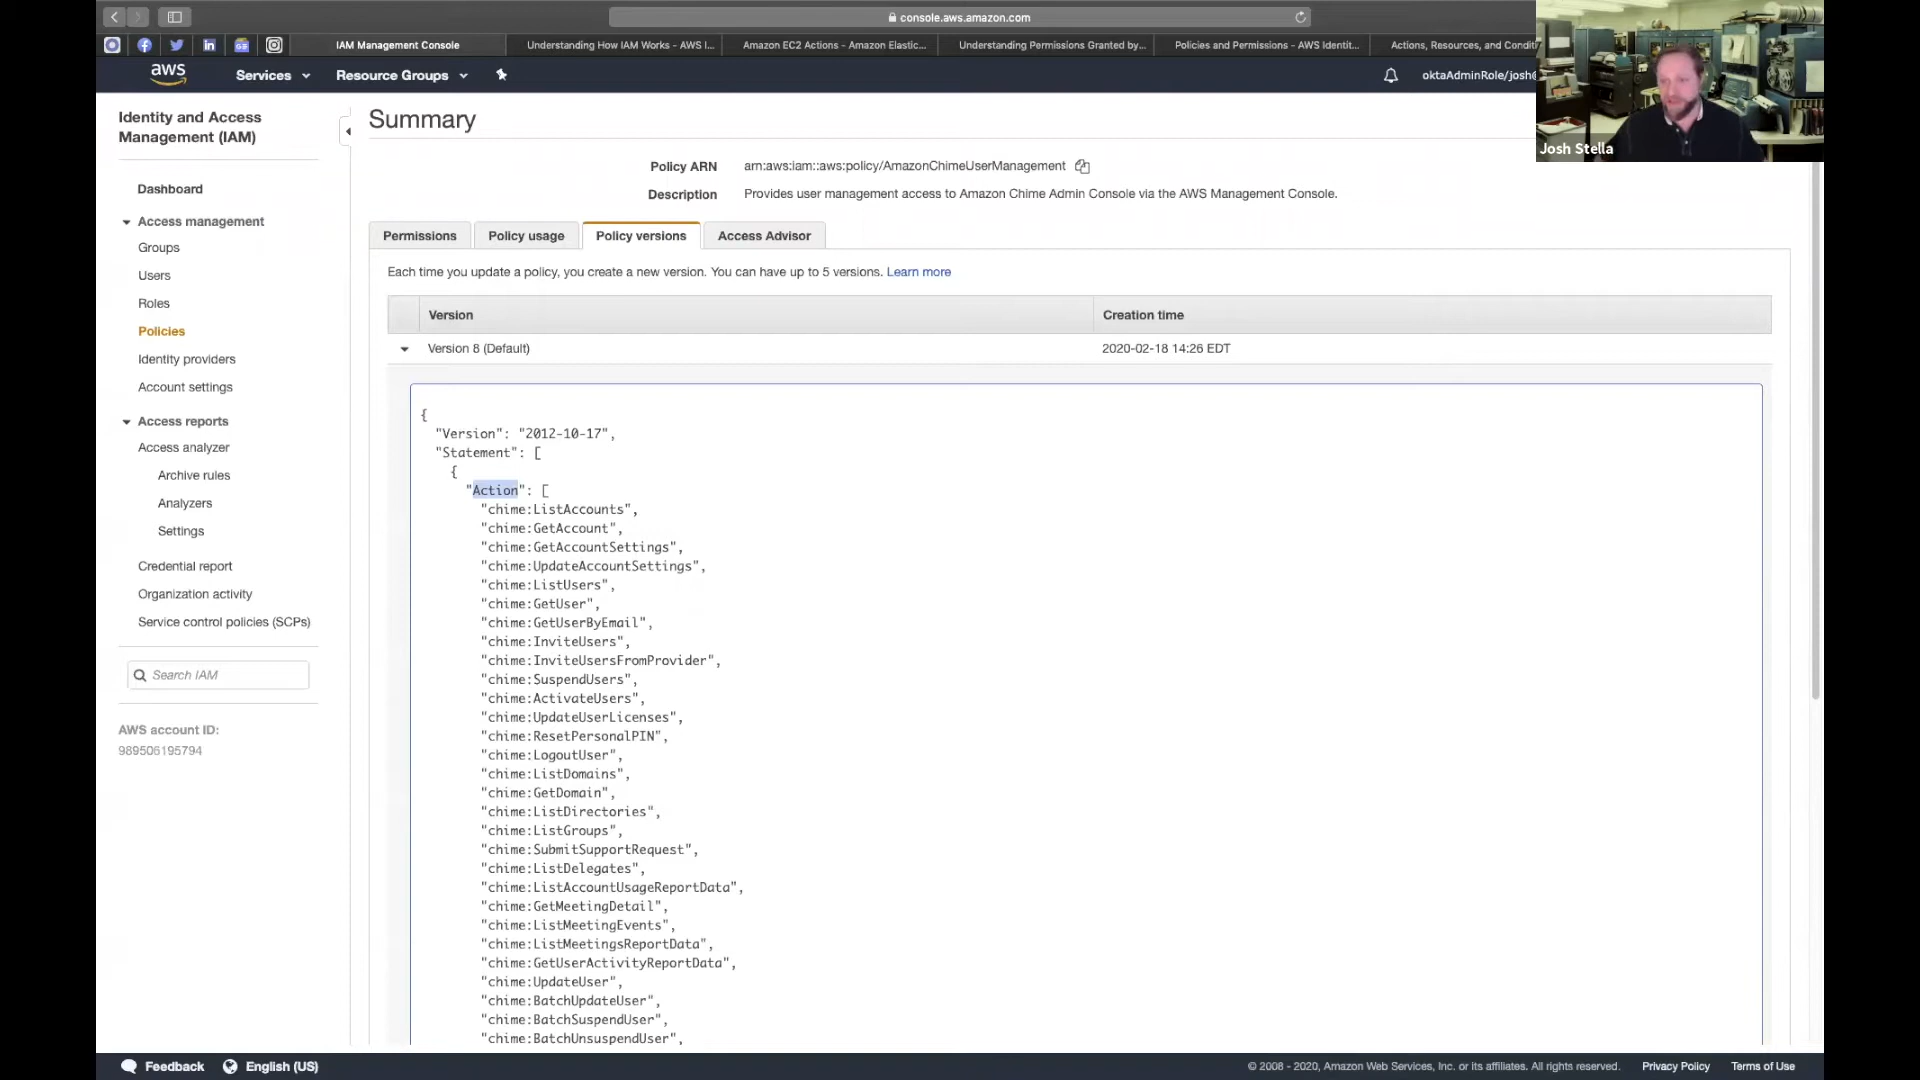 console.aws.amazon.com
IAM Management Console
Understanding How IAM Works - AWS I...
Amazon EC2 Actions - Amazon Elastic...
Understanding Permissions Granted by...
Policies and Permissions - AWS Identit...
Actions, Resources, and Condit
aws
Services
Resource Groups
oktaAdminRole/josh@
Josh Stella
Identity and Access
Management (IAM)
Dashboard
Access management
Groups
Users
Roles
Policies
Identity providers
Account settings
Access reports
Access analyzer
Archive rules
Analyzers
Settings
Credential report
Organization activity
Service control policies (SCPs)
Search IAM
AWS account ID:
989506195794
Summary
Policy ARN arn:aws:iam::aws:policy/AmazonChimeUserManagement
Description Provides user management access to Amazon Chime Admin Console via the AWS Management Console.
Permissions
Policy usage
Policy versions
Access Advisor
Each time you update a policy, you create a new version. You can have up to 5 versions. Learn more
Version Creation time
Version 8 (Default) 2020-02-18 14:26 EDT
{
"Version": "2012-10-17",
"Statement": [
{
"Action": [
"chime:ListAccounts",
"chime:GetAccount",
"chime:GetAccountSettings",
"chime:UpdateAccountSettings",
"chime:ListUsers",
"chime:GetUser",
"chime:GetUserByEmail",
"chime:InviteUsers",
"chime:InviteUsersFromProvider",
"chime:SuspendUsers",
"chime:ActivateUsers",
"chime:UpdateUserLicenses",
"chime:ResetPersonalPIN",
"chime:LogoutUser",
"chime:ListDomains",
"chime:GetDomain",
"chime:ListDirectories",
"chime:ListGroups",
"chime:SubmitSupportRequest",
"chime:ListDelegates",
"chime:ListAccountUsageReportData",
"chime:GetMeetingDetail",
"chime:ListMeetingEvents",
"chime:ListMeetingsReportData",
"chime:GetUserActivityReportData",
"chime:UpdateUser",
"chime:BatchUpdateUser",
"chime:BatchSuspendUser",
"chime:BatchUnsuspendUser",
Feedback
English (US)
© 2008 - 2020, Amazon Web Services, Inc. or its affiliates. All rights reserved.
Privacy Policy
Terms of Use